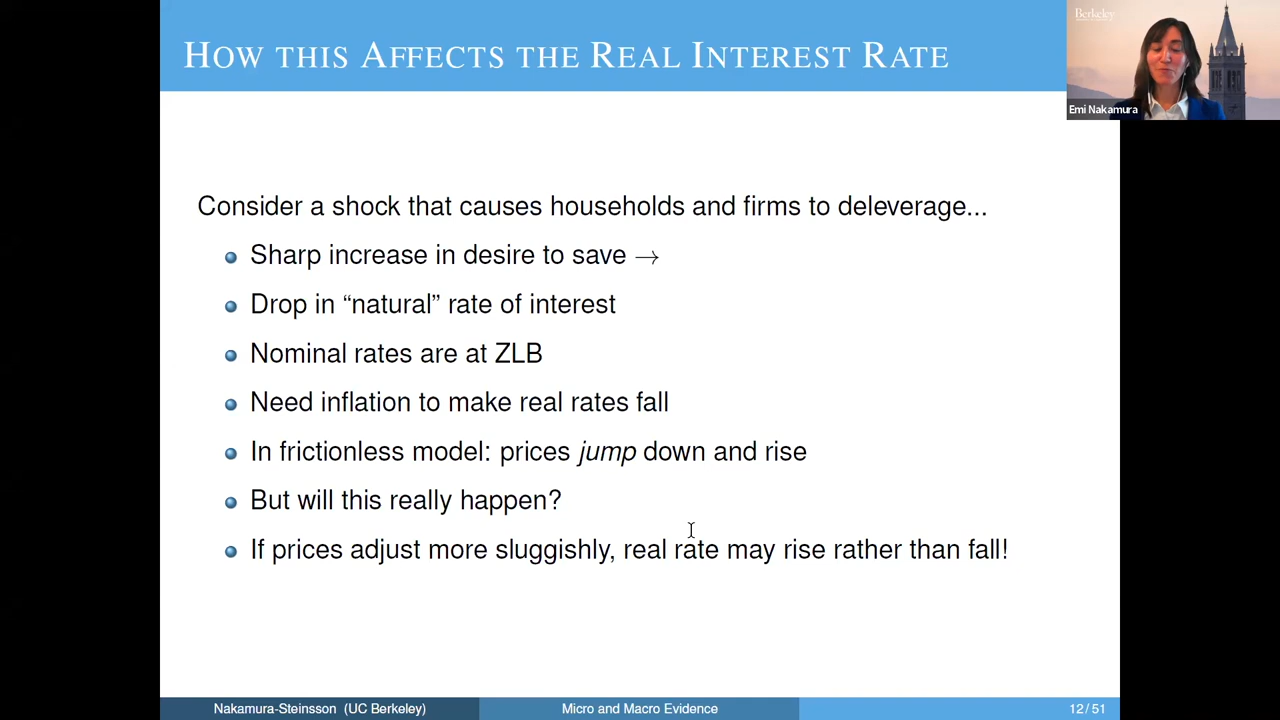 HOW THIS AFFECTS THE REAL INTEREST RATE
Berkeley
Emi Nakamura
Consider a shock that causes households and firms to deleverage...
Sharp increase in desire to save →
Drop in “natural” rate of interest
Nominal rates are at ZLB
Need inflation to make real rates fall
In frictionless model: prices jump down and rise
But will this really happen?
If prices adjust more sluggishly, real rate may rise rather than fall!
Nakamura-Steinsson (UC Berkeley)
Micro and Macro Evidence
12 / 51